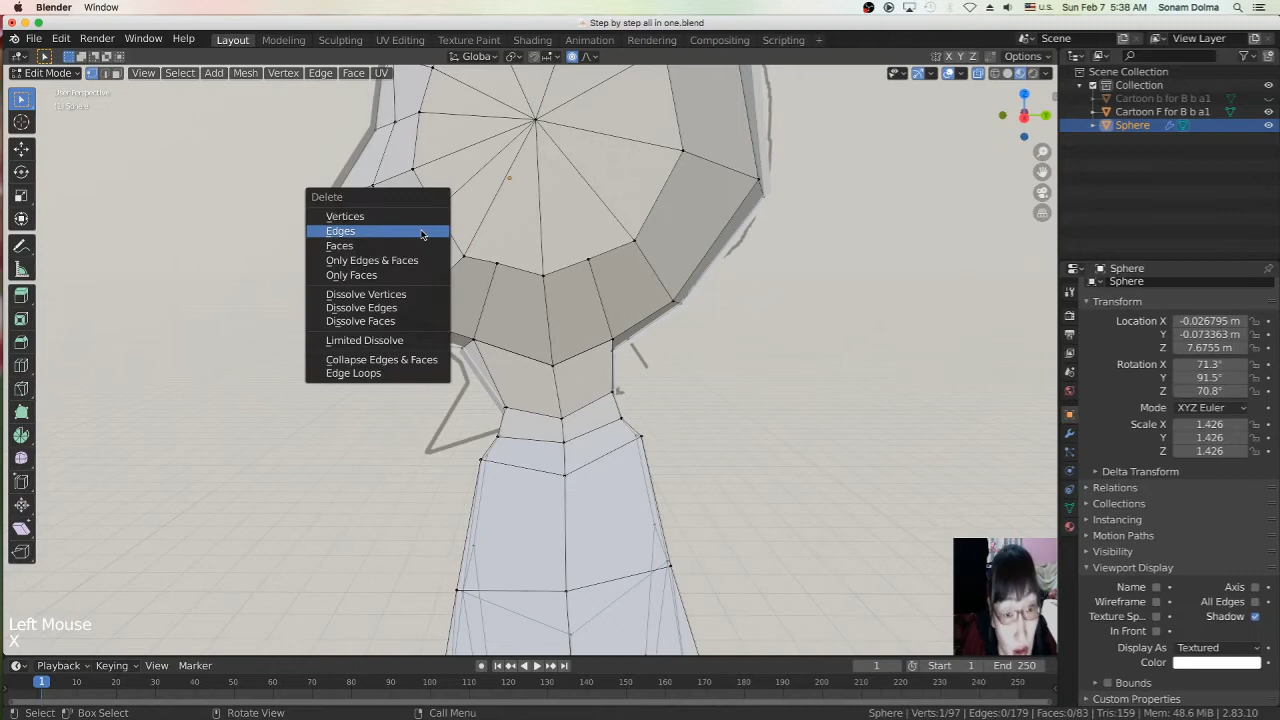 Blender Window U.S. Sun Feb 7 5:38 AM Sonam Dolma
Step by step all in one.blend
File Edit Render Window Help Layout Modeling Sculpting UV Editing Texture Paint Shading Animation Rendering Compositing Scripting + Scene View Layer
Globa X Y Z Options
Edit Mode View Select Add Mesh Vertex Edge Face UV
Scene Collection
Collection
Cartoon b for B b a1
Cartoon F for B b a1
Sphere
User Perspective
(1) Sphere
Z
Y
Delete
Vertices
Edges
Faces
Only Edges & Faces
Only Faces
Dissolve Vertices
Dissolve Edges
Dissolve Faces
Limited Dissolve
Collapse Edges & Faces
Edge Loops
Sphere
Sphere
Transform
Location X -0.026795 m
Y -0.073363 m
Z 7.6755 m
Rotation X 71.3°
Y 91.5°
Z 70.8°
Mode XYZ Euler
Scale X 1.426
Y 1.426
Z 1.426
Delta Transform
Relations
Collections
Instancing
Motion Paths
Visibility
Viewport Display
Name Axis
Wireframe All Edges
Texture Sp... Shadow
In Front
Display As Textured
Color
Bounds
Custom Properties
Left Mouse
X
Playback Keying View Marker 1 Start 1 End 250
1 10 20 30 40 50 60 70 80 90 100 110 120 130 140 150 160 170 180 190 200 210 220 230 240 250
Select Box Select Rotate View Call Menu Sphere | Verts:1/97 | Edges:0/179 | Faces:0/83 | Tris:159 | Mem: 48.6 MiB | 2.83.10